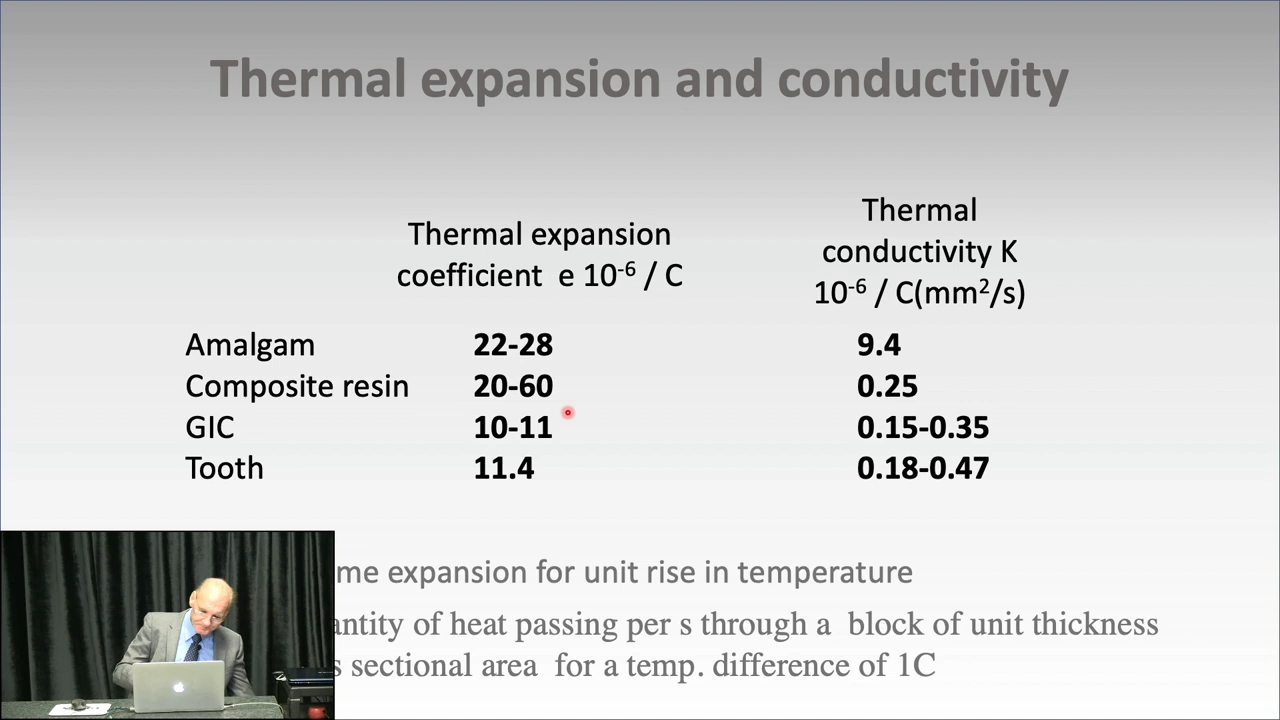 Thermal expansion and conductivity
Thermal expansion
coefficient e 10⁻⁶ / C
Thermal
conductivity K
10⁻⁶ / C(mm²/s)
Amalgam 22-28 9.4
Composite resin 20-60 0.25
GIC 10-11 0.15-0.35
Tooth 11.4 0.18-0.47
expansion for unit rise in temperature
of heat passing per s through a block of unit thickness
sectional area for a temp. difference of 1C